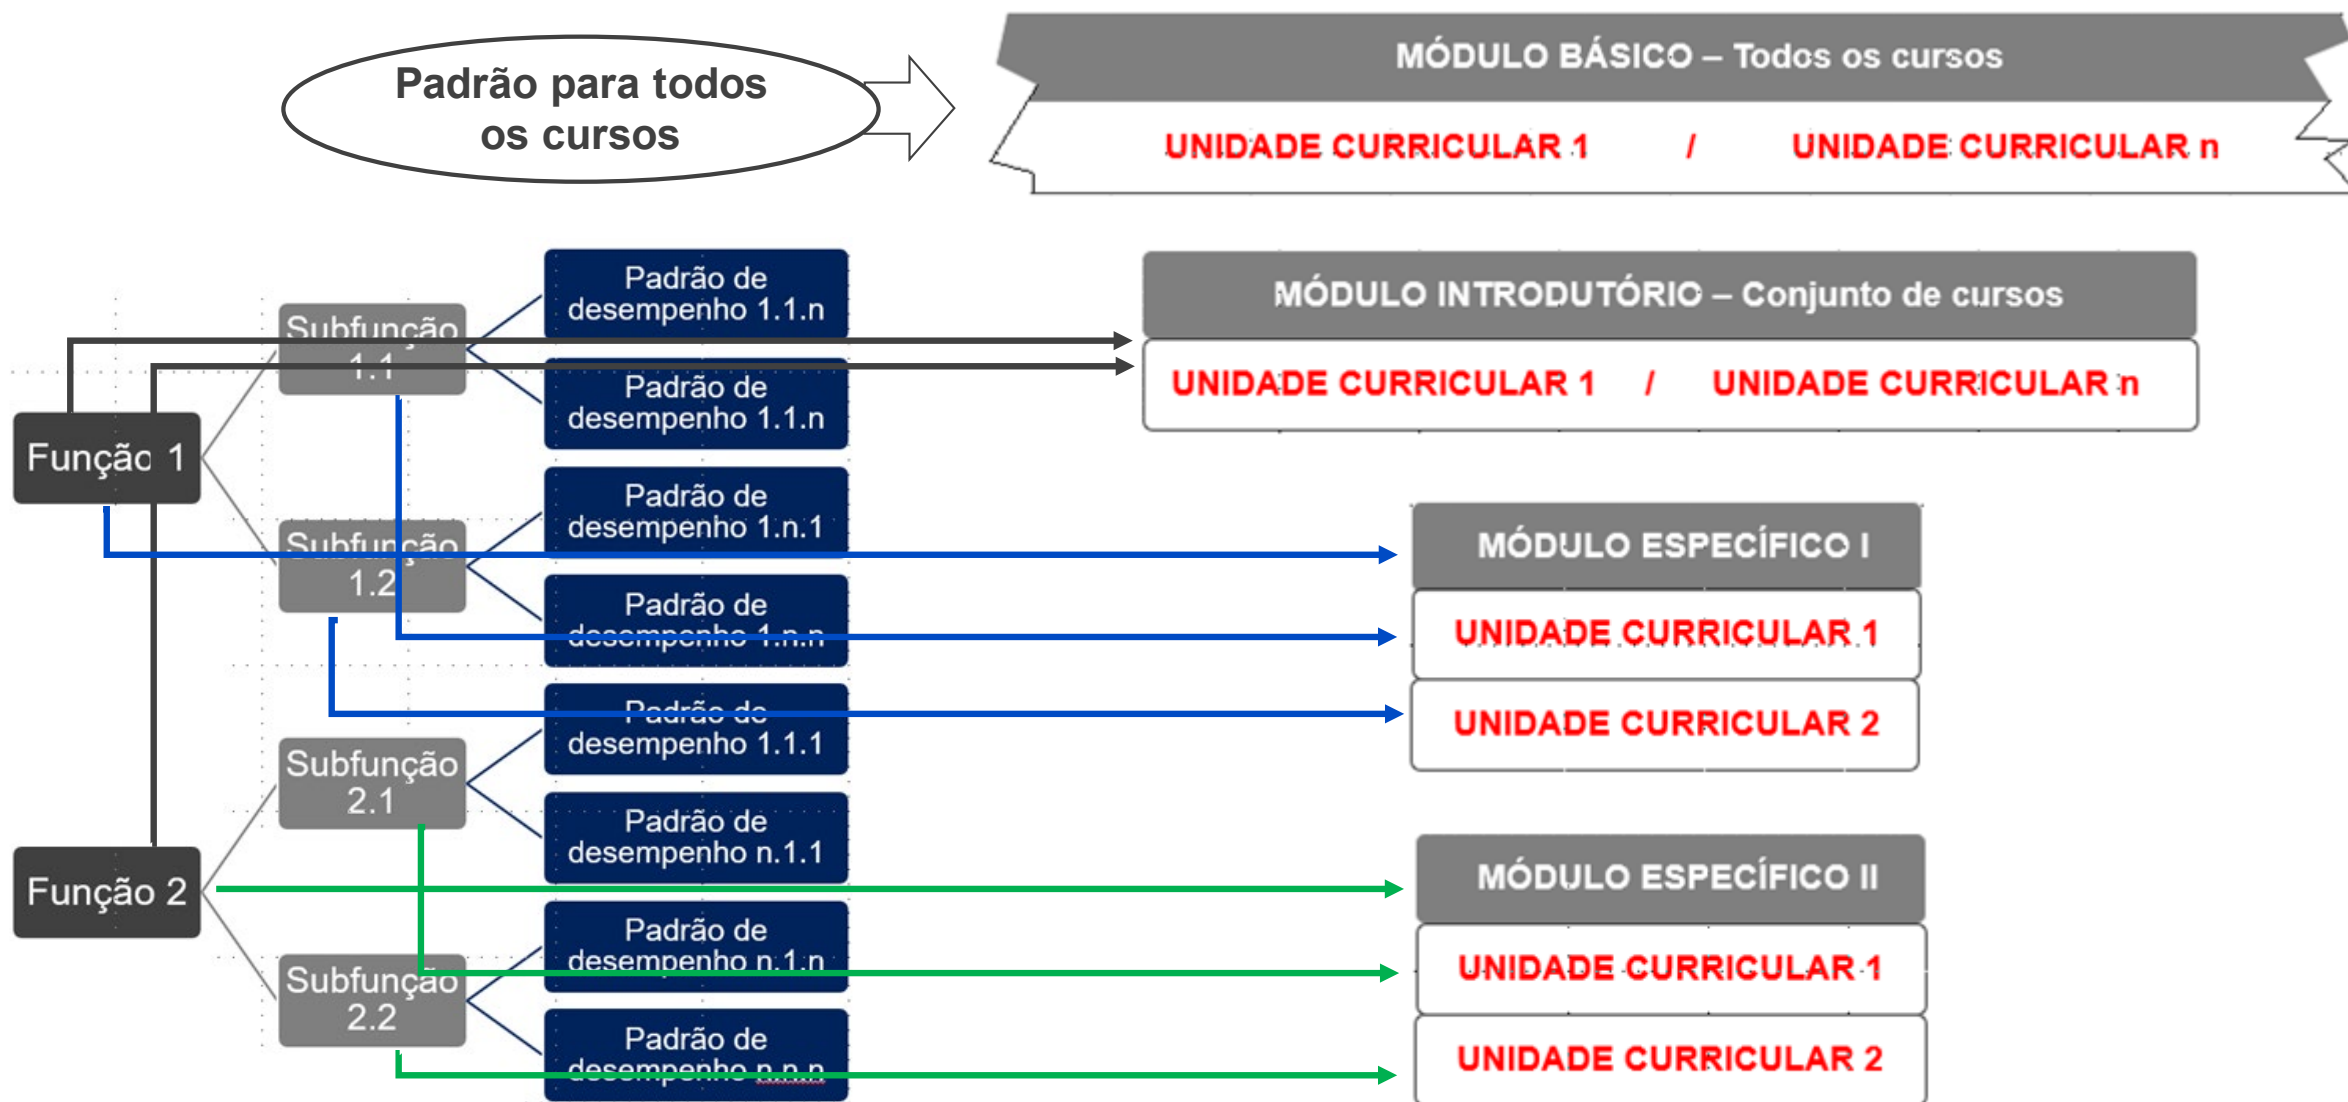 Padrão para todos
os cursos
MÓDULO BÁSICO – Todos os cursos
UNIDADE CURRICULAR 1 / UNIDADE CURRICULAR n
MÓDULO INTRODUTÓRIO – Conjunto de cursos
UNIDADE CURRICULAR 1 / UNIDADE CURRICULAR n
Função 1
Subfunção
1.1
Padrão de
desempenho 1.1.n
Padrão de
desempenho 1.1.n
Subfunção
1.2
Padrão de
desempenho 1.n.1
Padrão de
desempenho 1.n.n
MÓDULO ESPECÍFICO I
UNIDADE CURRICULAR 1
UNIDADE CURRICULAR 2
Função 2
Subfunção
2.1
Padrão de
desempenho 1.1.1
Padrão de
desempenho n.1.1
Subfunção
2.2
Padrão de
desempenho n.1.n
Padrão de
desempenho n.n.n
MÓDULO ESPECÍFICO II
UNIDADE CURRICULAR 1
UNIDADE CURRICULAR 2